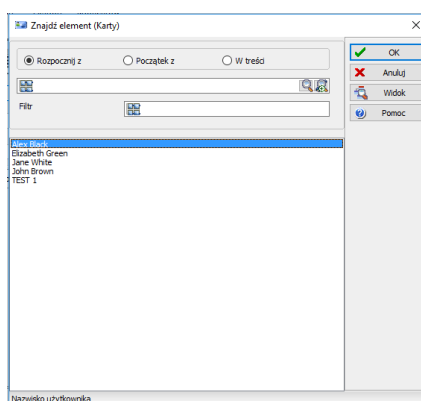 Znajdź element (Karty)
Rozpocznij z
Początek z
W treści
OK
Anuluj
Widok
Pomoc
Filtr
Alex Black
Elizabeth Green
Jane White
John Brown
TEST 1
Nazwisko użytkownika